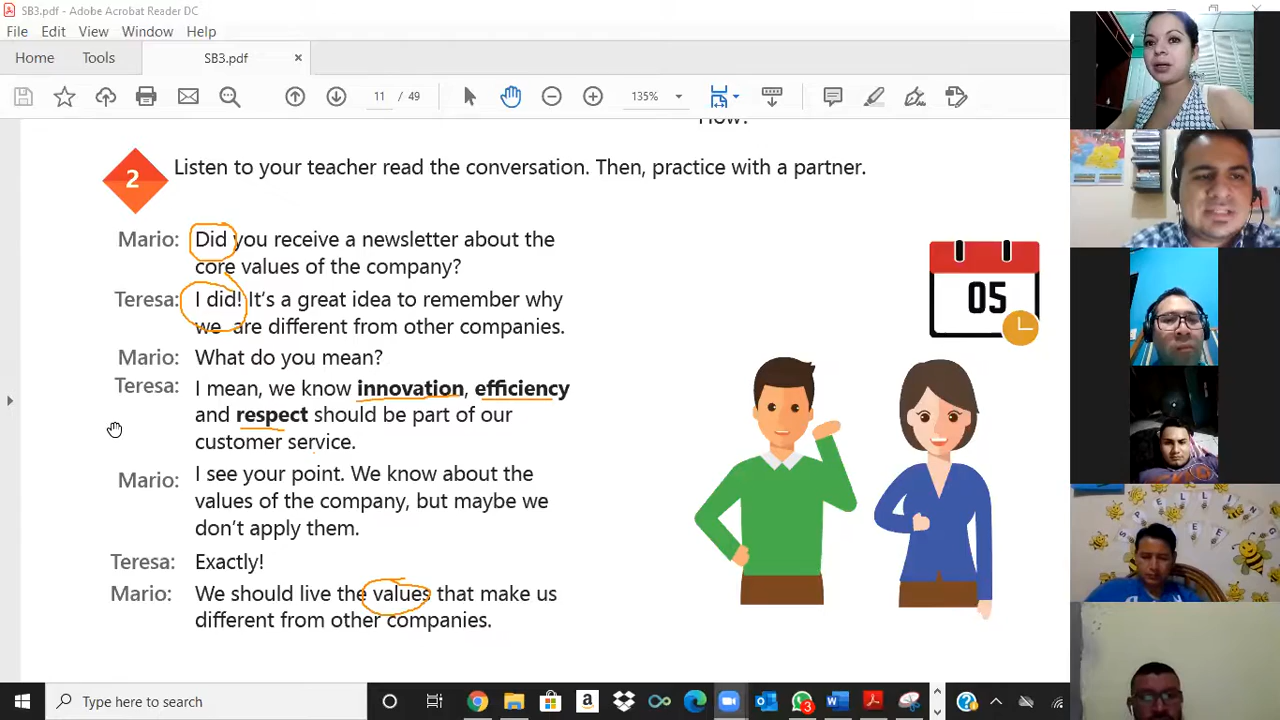 SB3.pdf - Adobe Acrobat Reader DC
File Edit View Window Help
Home Tools SB3.pdf ×
11 / 49 135%
How?
2 Listen to your teacher read the conversation. Then, practice with a partner.
Mario: Did you receive a newsletter about the
core values of the company?
Teresa: I did! It's a great idea to remember why
we are different from other companies.
Mario: What do you mean?
Teresa: I mean, we know innovation, efficiency
and respect should be part of our
customer service.
Mario: I see your point. We know about the
values of the company, but maybe we
don't apply them.
Teresa: Exactly!
Mario: We should live the values that make us
different from other companies.
05
SPELLING
BEE
Type here to search
3